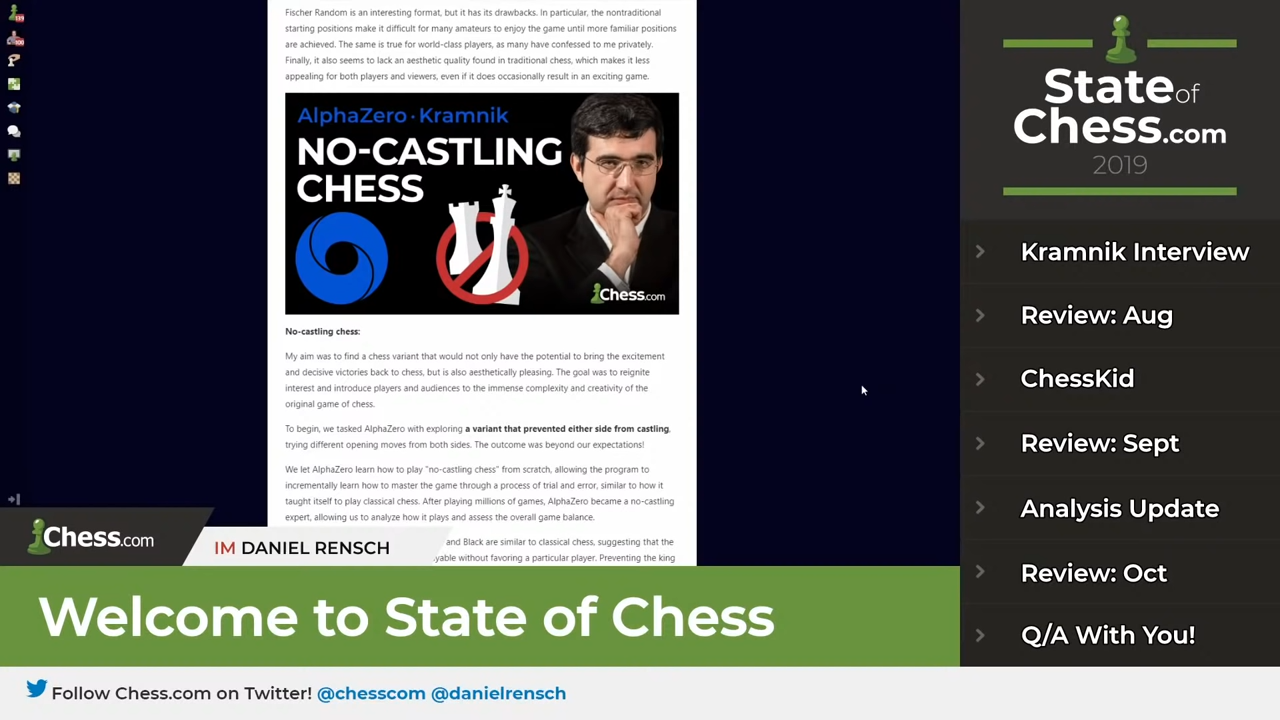 Fischer Random is an interesting format, but it has its drawbacks. In particular, the nontraditional
starting positions make it difficult for many amateurs to enjoy the game until more familiar positions
are achieved. The same is true for world-class players, as many have confessed to me privately.
Finally, it also seems to lack an aesthetic quality found in traditional chess, which makes it less
appealing for both players and viewers, even if it does occasionally result in an exciting game.
AlphaZero · Kramnik
NO-CASTLING
CHESS
Chess.com
No-castling chess:
My aim was to find a chess variant that would not only have the potential to bring the excitement
and decisive victories back to chess, but is also aesthetically pleasing. The goal was to reignite
interest and introduce players and audiences to the immense complexity and creativity of the
original game of chess.
To begin, we tasked AlphaZero with exploring a variant that prevented either side from castling,
trying different opening moves from both sides. The outcome was beyond our expectations!
We let AlphaZero learn how to play "no-castling chess" from scratch, allowing the program to
incrementally learn how to master the game through a process of trial and error, similar to how it
taught itself to play classical chess. After playing millions of games, AlphaZero became a no-castling
expert, allowing us to analyze how it plays and assess the overall game balance.
and Black are similar to classical chess, suggesting that the
without favoring a particular player. Preventing the king
Chess.com
IM DANIEL RENSCH
Welcome to State of Chess
Follow Chess.com on Twitter! @chesscom @danielrensch
State of
Chess.com
2019
Kramnik Interview
Review: Aug
ChessKid
Review: Sept
Analysis Update
Review: Oct
Q/A With You!